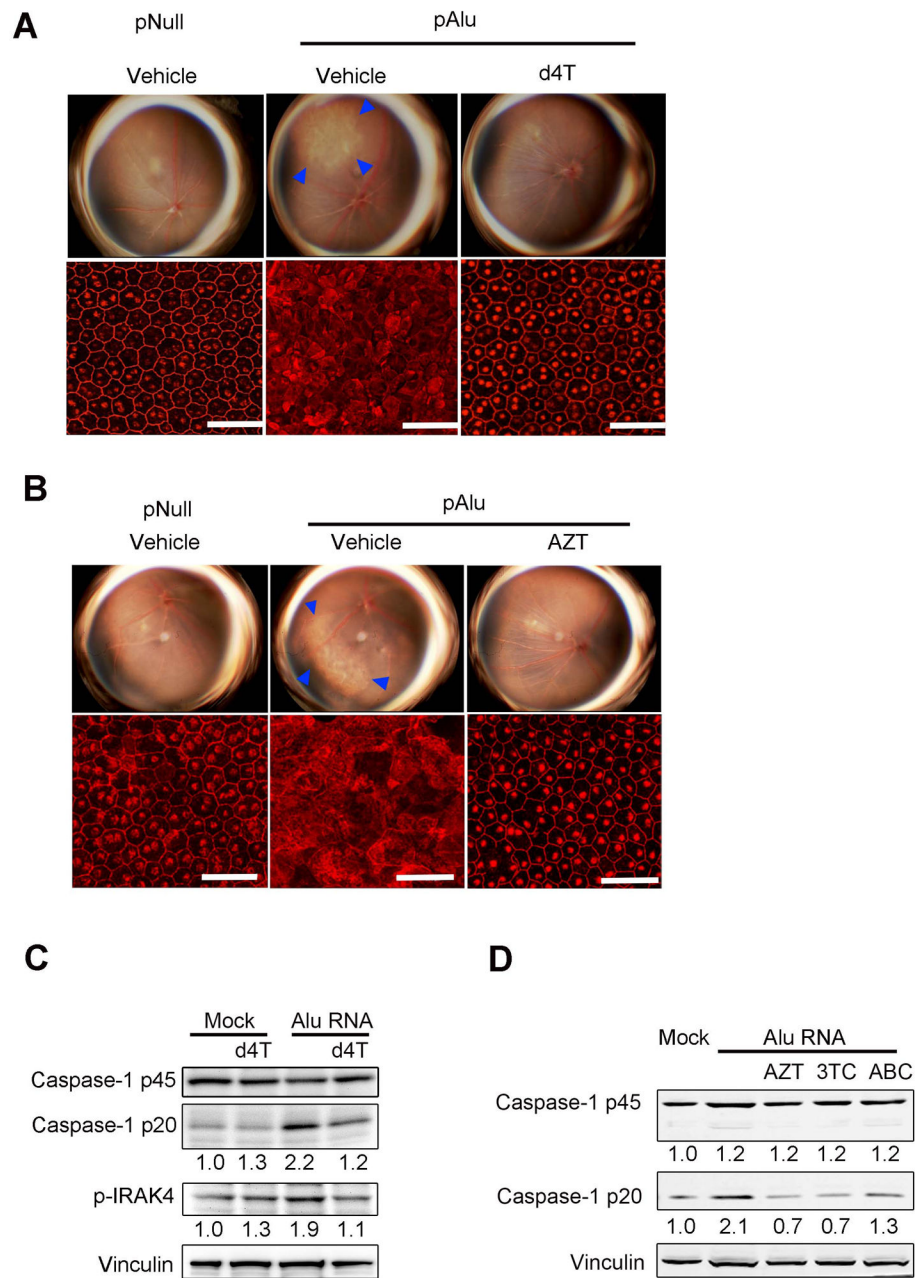 A
pNull
pAlu
Vehicle
Vehicle
d4T
B
pNull
pAlu
Vehicle
Vehicle
AZT
C
Mock
Alu RNA
d4T
d4T
Caspase-1 p45
Caspase-1 p20
1.0 1.3 2.2 1.2
p-IRAK4
1.0 1.3 1.9 1.1
Vinculin
D
Mock
Alu RNA
AZT 3TC ABC
Caspase-1 p45
1.0 1.2 1.2 1.2 1.2
Caspase-1 p20
1.0 2.1 0.7 0.7 1.3
Vinculin